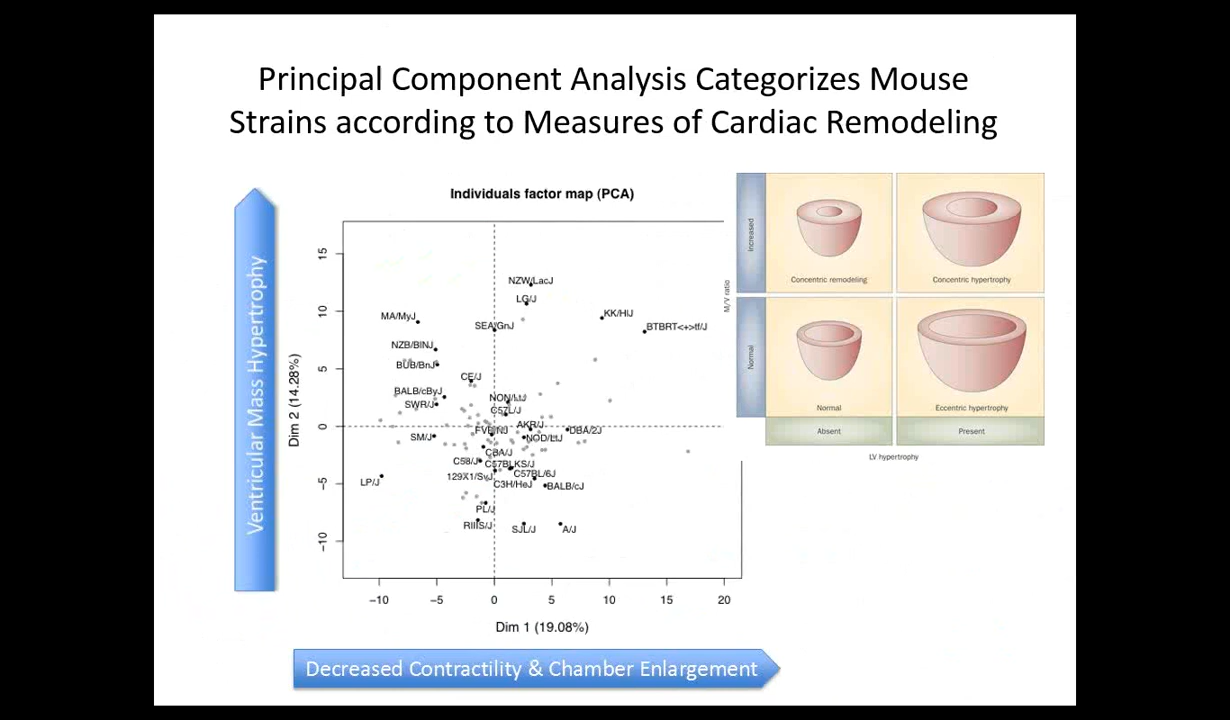 Principal Component Analysis Categorizes Mouse
Strains according to Measures of Cardiac Remodeling
Ventricular Mass Hypertrophy
Individuals factor map (PCA)
Dim 2 (14.28%)
15
10
5
0
−5
−10
NZW/LacJ
LG/J
KK/HlJ
MA/MyJ
SEA/GnJ
BTBRT<+>tf/J
NZB/BlNJ
BUB/BnJ
CE/J
BALB/cByJ
NON/LtJ
SWR/J
C57L/J
AKR/J
FVB/NJ
DBA/2J
SM/J
NOD/LtJ
CBA/J
C58/J
C57BLKS/J
129X1/SvJ
C57BL/6J
LP/J
C3H/HeJ
BALB/cJ
PL/J
RIIIS/J
SJL/J
A/J
−10
−5
0
5
10
15
20
Dim 1 (19.08%)
Decreased Contractility & Chamber Enlargement
M/V ratio
Increased
Concentric remodeling
Concentric hypertrophy
Normal
Normal
Eccentric hypertrophy
Absent
Present
LV hypertrophy